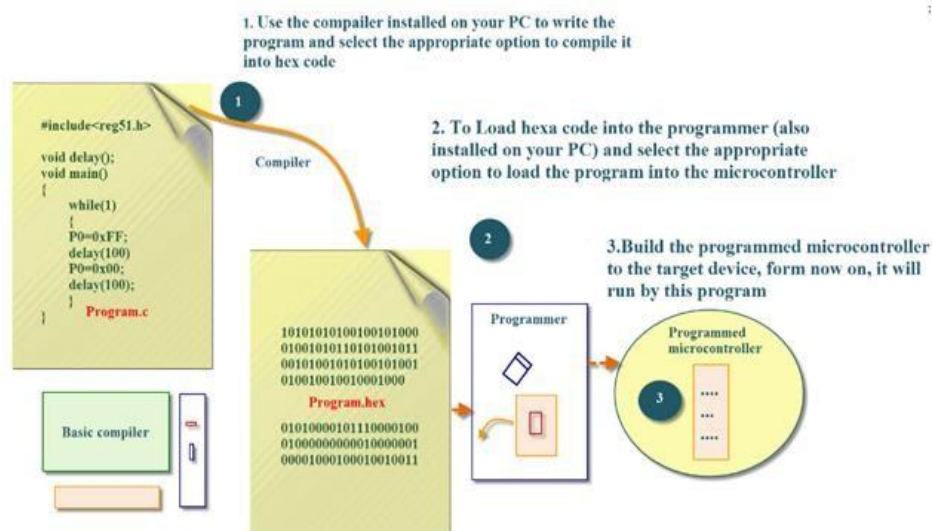 1. Use the compailer installed on your PC to write the
program and select the appropriate option to compile it
into hex code
1
#include<reg51.h>
void delay();
void main()
{
while(1)
{
P0=0xFF;
delay(100)
P0=0x00;
delay(100);
}
Program.c
}
Compiler
2. To Load hexa code into the programmer (also
installed on your PC) and select the appropriate
option to load the program into the microcontroller
2
3.Build the programmed microcontroller
to the target device, form now on, it will
run by this program
10101010100100101000
01001010110101001011
00101001010100101001
010010010010001000
Program.hex
01010000101110000100
01000000000010000001
00001000100010010011
Programmer
Programmed
microcontroller
3
Basic compiler